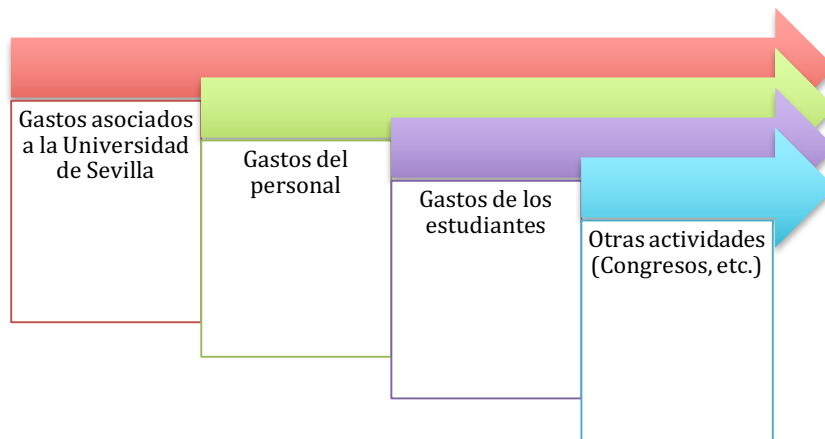 Gastos asociados
a la Universidad
de Sevilla
Gastos del
personal
Gastos de los
estudiantes
Otras actividades
(Congresos, etc.)